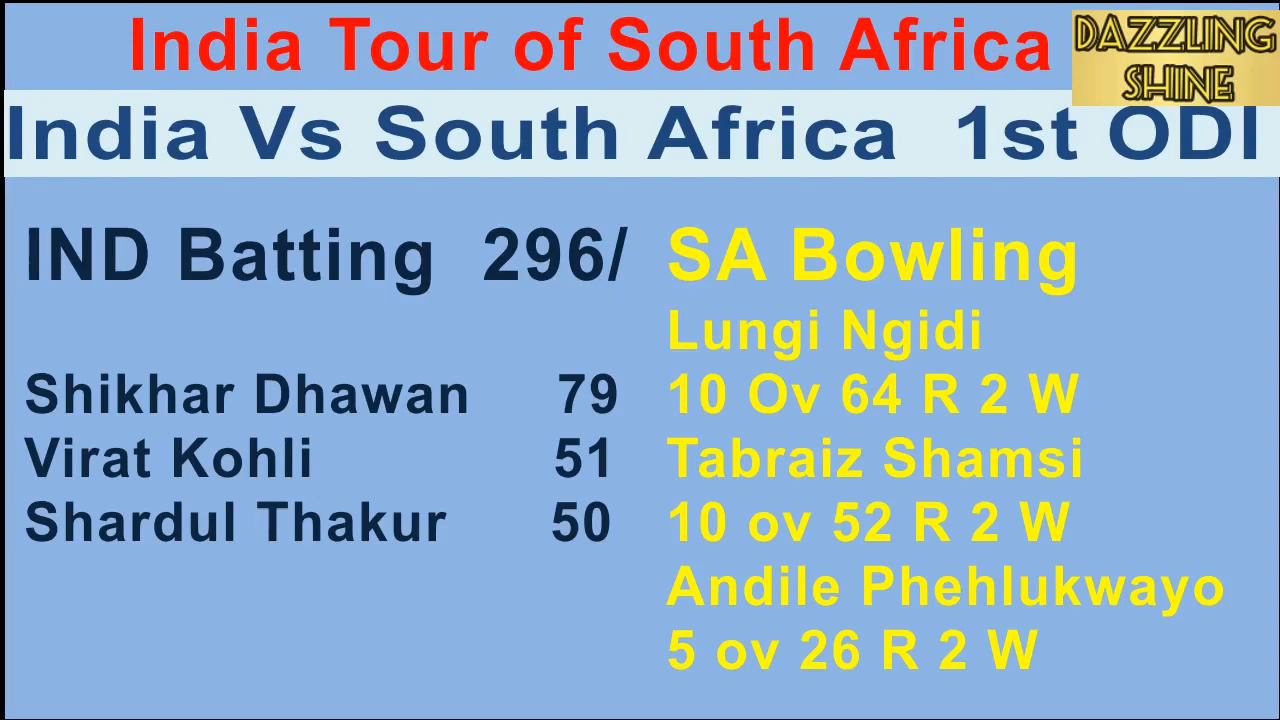 India Tour of South Africa
DAZZLING
SHINE
India Vs South Africa 1st ODI
IND Batting 296/
Shikhar Dhawan 79
Virat Kohli 51
Shardul Thakur 50
SA Bowling
Lungi Ngidi
10 Ov 64 R 2 W
Tabraiz Shamsi
10 ov 52 R 2 W
Andile Phehlukwayo
5 ov 26 R 2 W